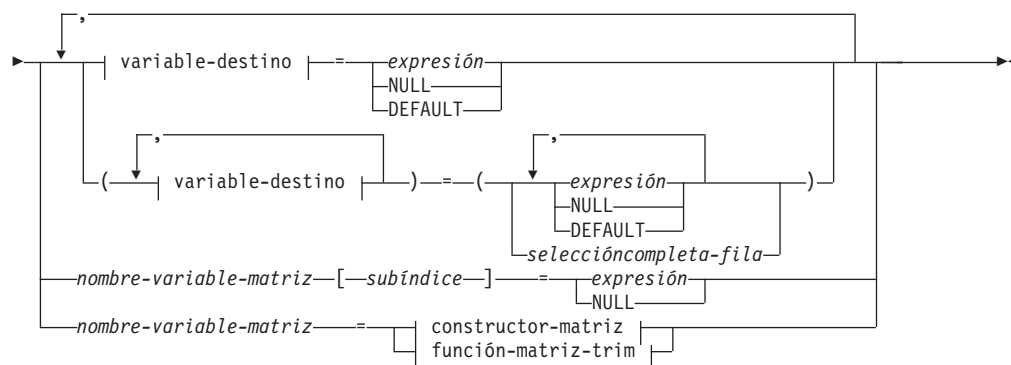 ,
variable-destino = expresión
NULL
DEFAULT
, ,
( variable-destino ) = ( expresión )
NULL
DEFAULT
seleccióncompleta-fila
nombre-variable-matriz [ subíndice ] = expresión
NULL
nombre-variable-matriz = constructor-matriz
función-matriz-trim